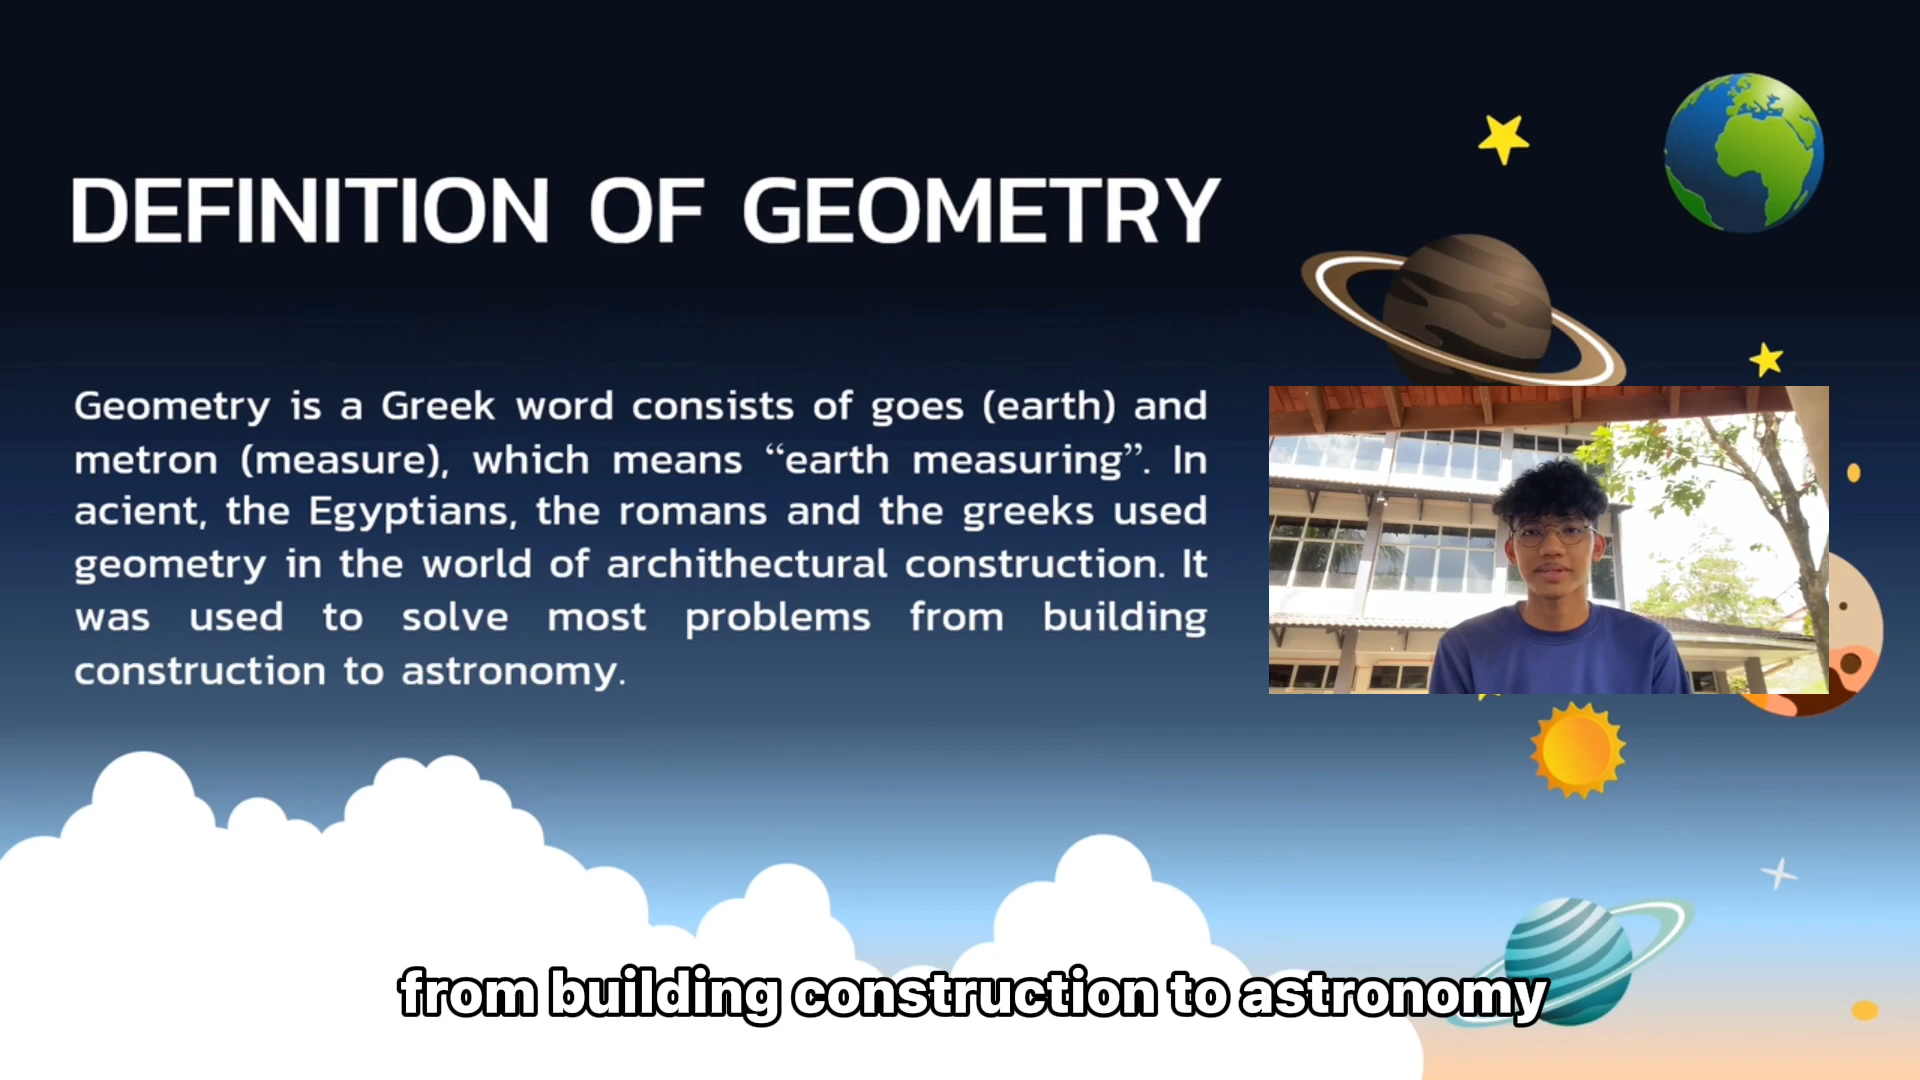 DEFINITION OF GEOMETRY
Geometry is a Greek word consists of goes (earth) and
metron (measure), which means “earth measuring”. In
acient, the Egyptians, the romans and the greeks used
geometry in the world of archithectural construction. It
was used to solve most problems from building
construction to astronomy.
from building construction to astronomy